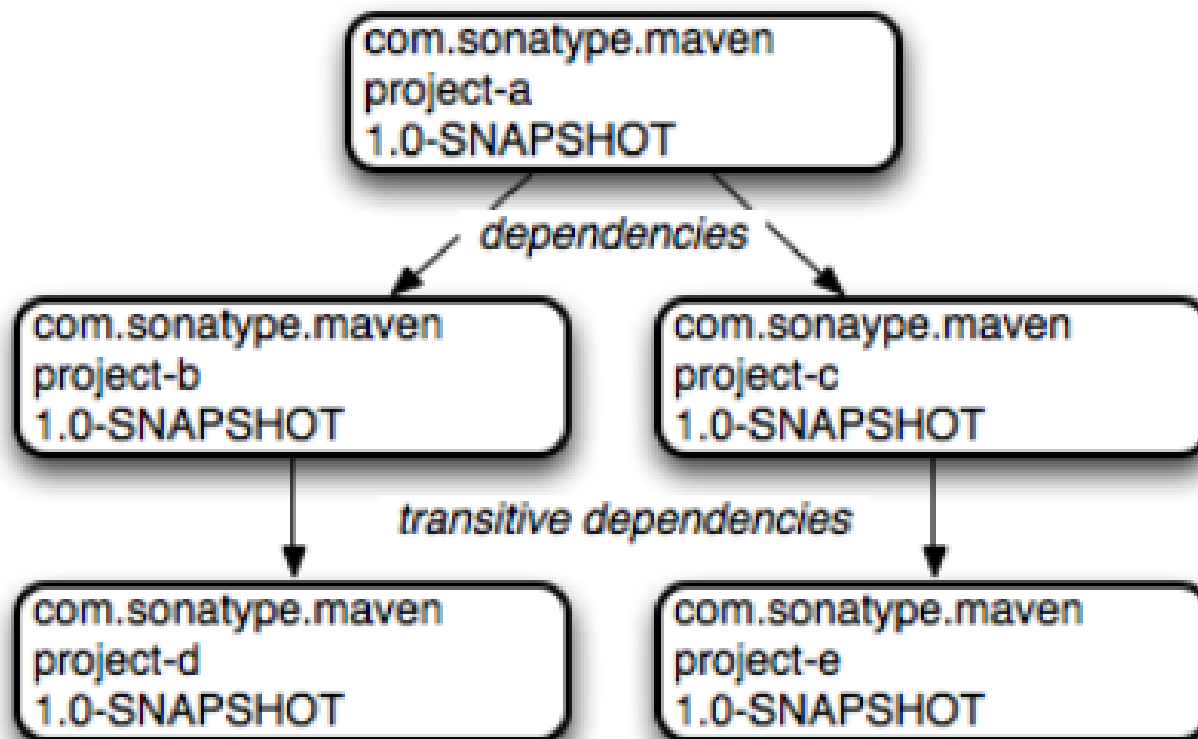 com.sonatype.maven
project-a
1.0-SNAPSHOT
dependencies
com.sonatype.maven
project-b
1.0-SNAPSHOT
com.sonaype.maven
project-c
1.0-SNAPSHOT
transitive dependencies
com.sonatype.maven
project-d
1.0-SNAPSHOT
com.sonatype.maven
project-e
1.0-SNAPSHOT